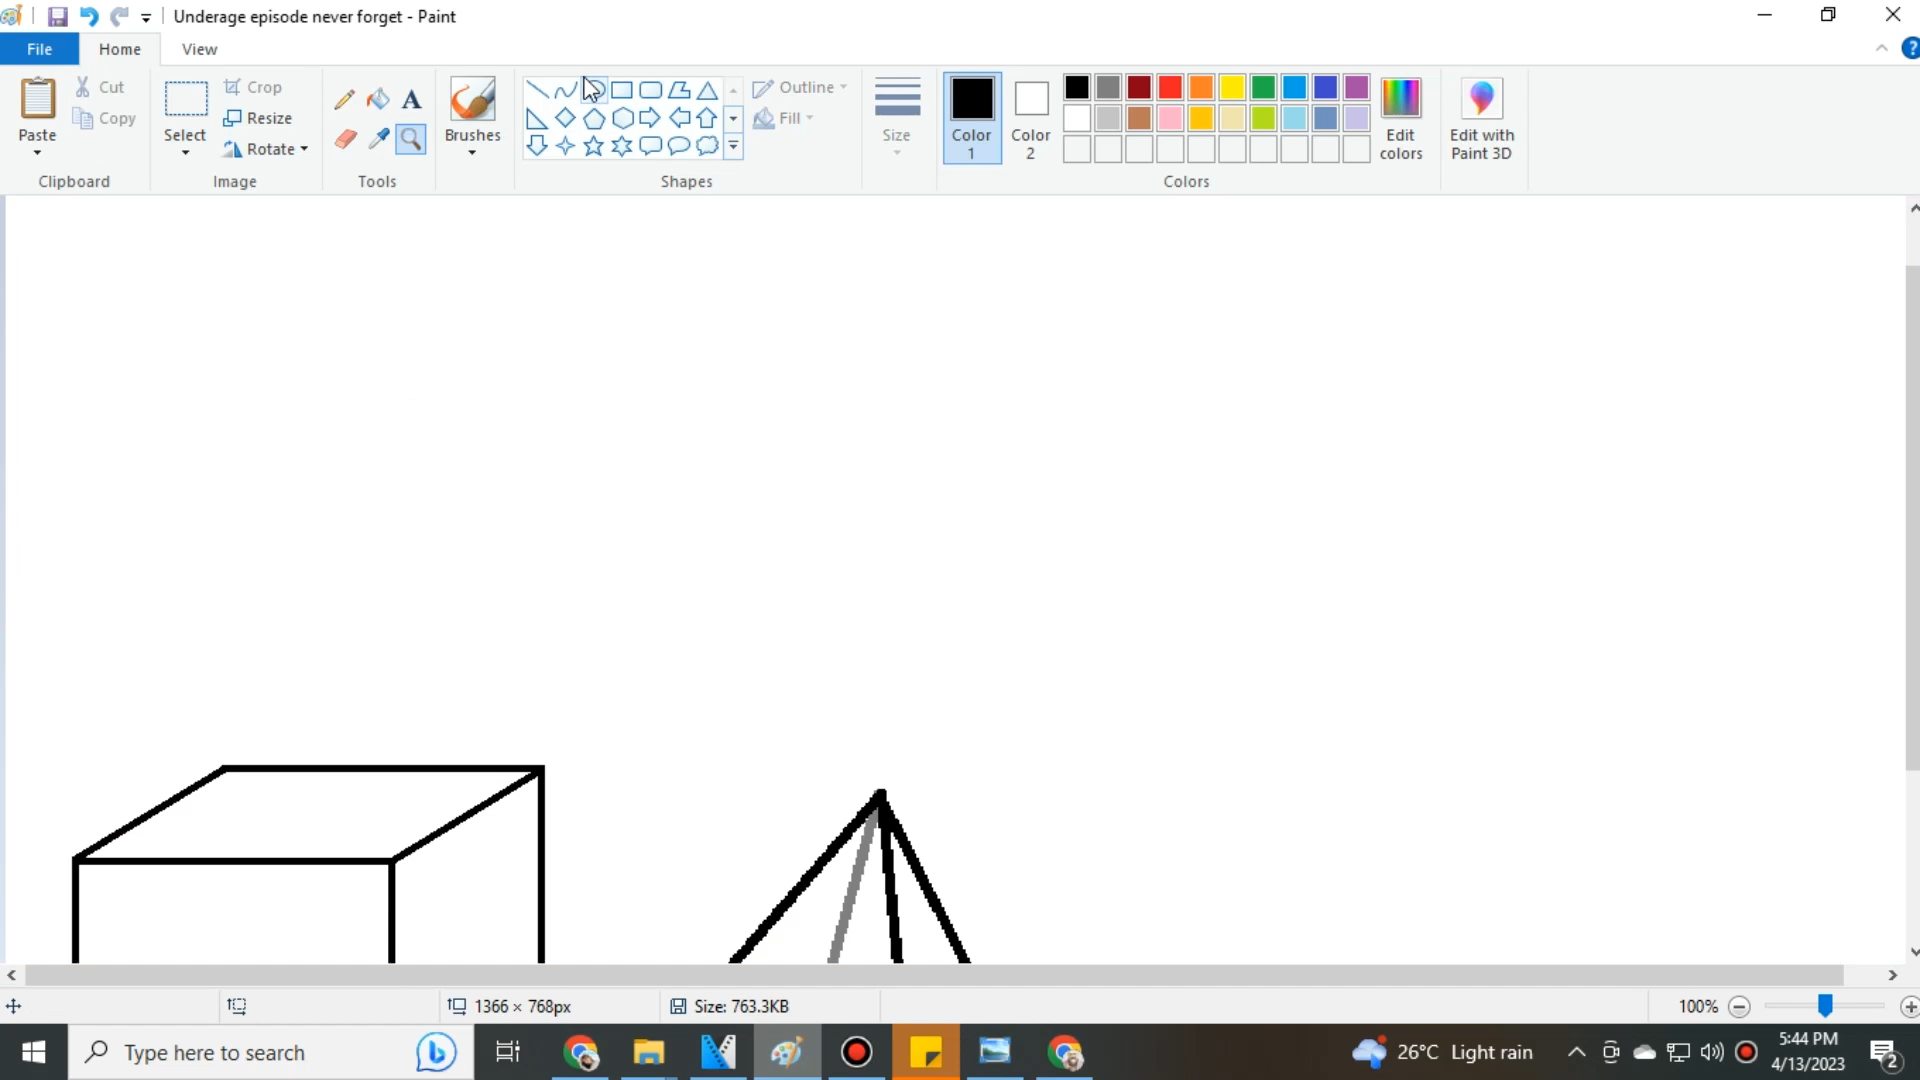 Underage episode never forget - Paint
File Home View
Paste
Cut
Copy
Clipboard
Select
Crop
Resize
Rotate
Image
A
Tools
Brushes
Shapes
Outline
Fill
Size
Color 1
Color 2
Colors
Edit colors
Edit with Paint 3D
1366 × 768px
Size: 763.3KB
100%
Type here to search
26°C Light rain
5:44 PM
4/13/2023
2